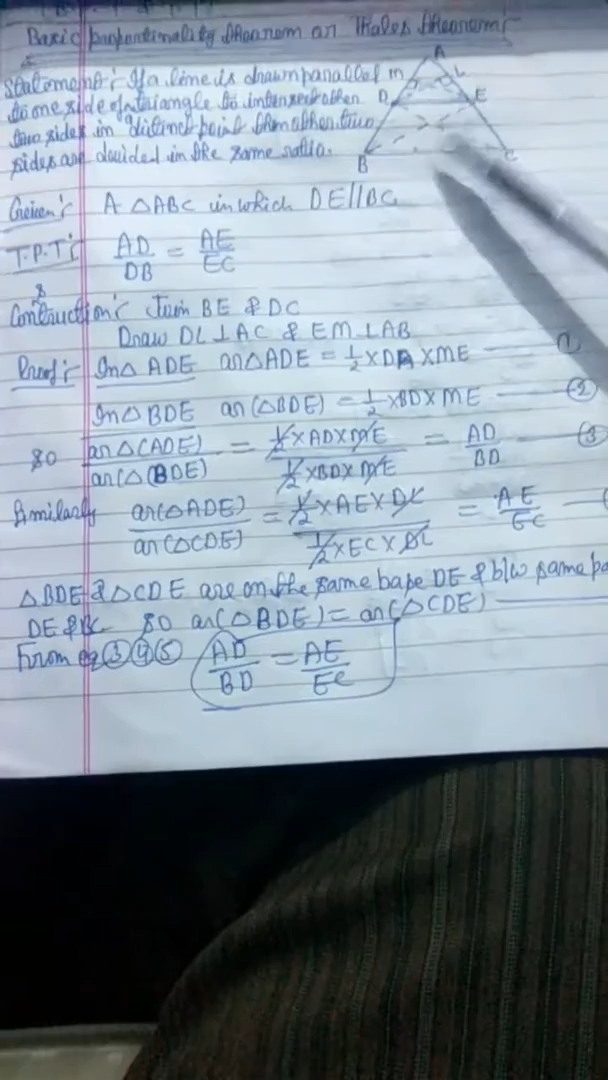 Basic proportionality theorem or Thales theorem :
Statement : If a line is drawn parallel
to one side of a triangle to intersect other
two sides in distinct point then other two
sides are devided in the same ratio.
A
M
L
D
E
B
C
Given : A △ABC in which DE||BC
T.P.T : AD/DB = AE/EC
Contruction : Join BE & DC
Draw DL⊥AC & EM⊥AB
Proof : In△ ADE ar△ADE = 1/2 × DA × ME — 1
In△ BDE ar(△BDE) = 1/2 × BD × ME — 2
so ar△(ADE)/ar(△(BDE) = 1/2 × AD × ME / 1/2 × BD × ME = AD/BD — 3
Similarly ar(△ADE)/ar(△CDE) = 1/2 × AE × DL / 1/2 × EC × DL = AE/EC —
△BDE & △CDE are on the same base DE & b/w same
DE & BC so ar(△BDE) = ar(△CDE) —
From eq 3 4 5 AD/BD = AE/EC